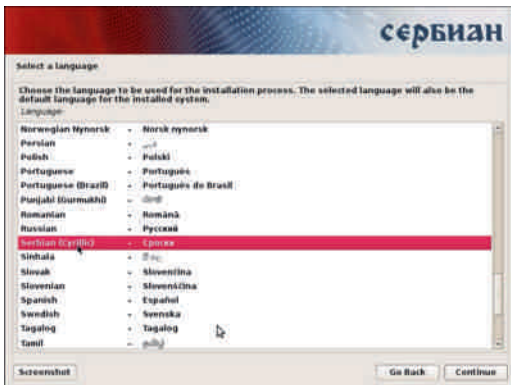 сербиан
Select a language
Choose the language to be used for the installation process. The selected language will also be the
default language for the installed system.
Language:
Norwegian Nynorsk - Norsk nynorsk
Persian -
Polish - Polski
Portuguese - Português
Portuguese (Brazil) - Português do Brasil
Punjabi (Gurmukhi) -
Romanian - Română
Russian - Русский
Serbian (Cyrillic) - Српски
Sinhala -
Slovak - Slovenčina
Slovenian - Slovenščina
Spanish - Español
Swedish - Svenska
Tagalog - Tagalog
Tamil -
Screenshot
Go Back
Continue